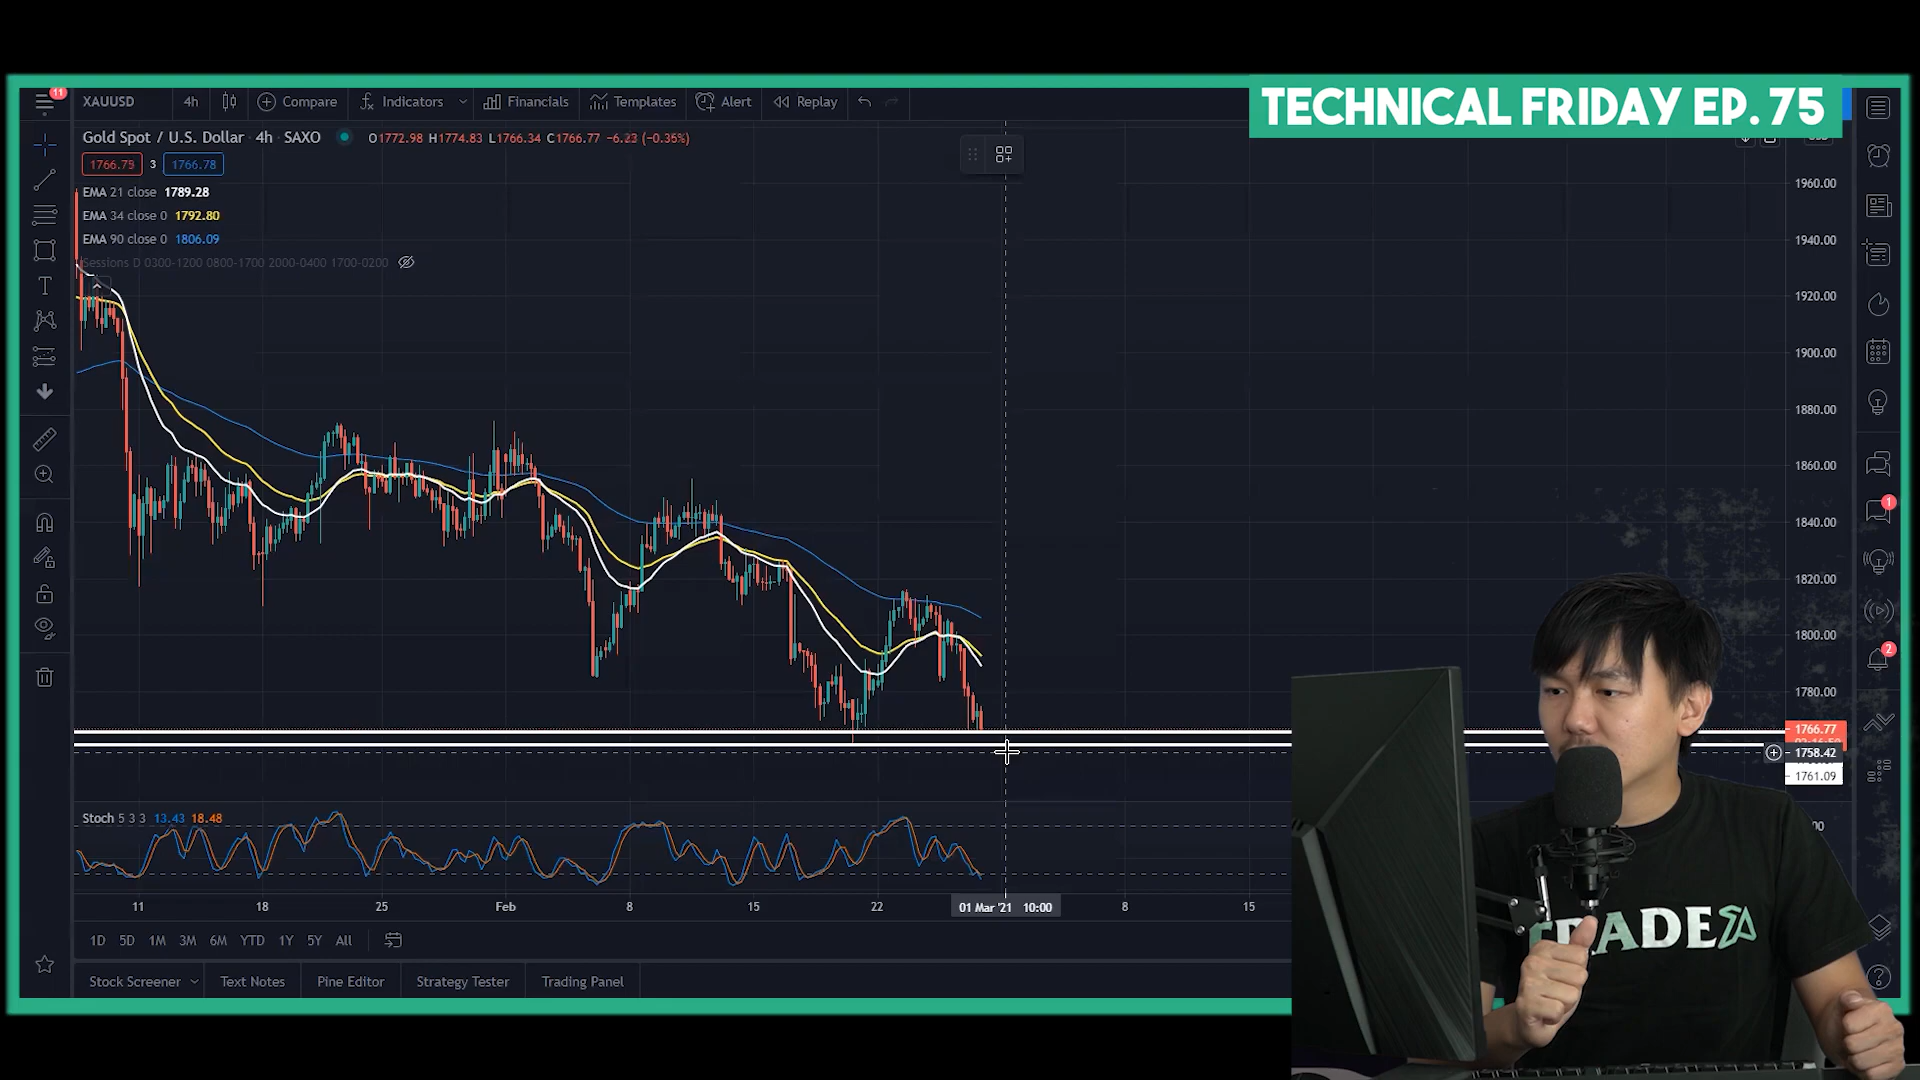 TECHNICAL FRIDAY EP. 75
11
XAUUSD 4h Compare Indicators Financials Templates Alert Replay
Gold Spot / U.S. Dollar · 4h · SAXO O1772.98 H1774.83 L1766.34 C1766.77 −6.23 (−0.35%)
1766.79 3 1766.78
EMA 21 close 1789.28
EMA 34 close 0 1792.80
EMA 90 close 0 1806.09
Sessions D 0300-1200 0800-1700 2000-0400 1700-0200
1960.00
1940.00
1920.00
1900.00
1880.00
1860.00
1840.00
1820.00
1800.00
1780.00
1766.77
1758.42
1761.09
1
2
Stoch 5 3 3 13.43 18.48
11 18 25 Feb 8 15 22 01 Mar '21 10:00 8 15
1D 5D 1M 3M 6M YTD 1Y 5Y All
Stock Screener Text Notes Pine Editor Strategy Tester Trading Panel
TRADE